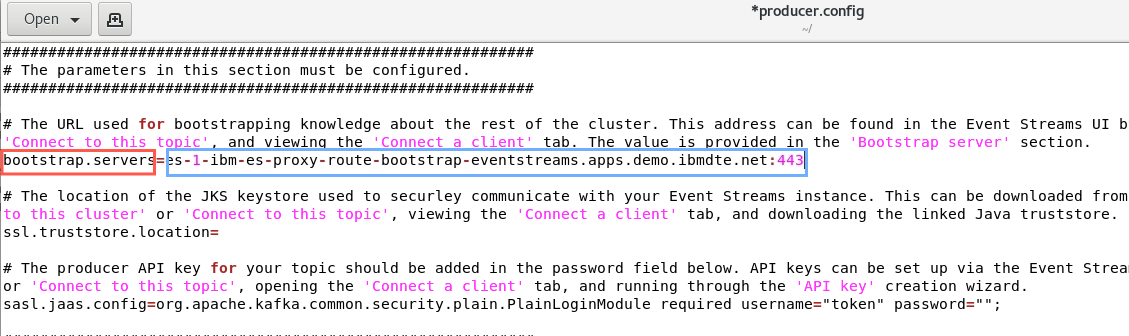 Open
*producer.config
~/
###########################################################
# The parameters in this section must be configured.
###########################################################
# The URL used for bootstrapping knowledge about the rest of the cluster. This address can be found in the Event Streams UI b
'Connect to this topic', and viewing the 'Connect a client' tab. The value is provided in the 'Bootstrap server' section.
bootstrap.servers=es-1-ibm-es-proxy-route-bootstrap-eventstreams.apps.demo.ibmdte.net:443
# The location of the JKS keystore used to securley communicate with your Event Streams instance. This can be downloaded from
to this cluster' or 'Connect to this topic', viewing the 'Connect a client' tab, and downloading the linked Java truststore.
ssl.truststore.location=
# The producer API key for your topic should be added in the password field below. API keys can be set up via the Event Strea
or 'Connect to this topic', opening the 'Connect a client' tab, and running through the 'API key' creation wizard.
sasl.jaas.config=org.apache.kafka.common.security.plain.PlainLoginModule required username="token" password="";